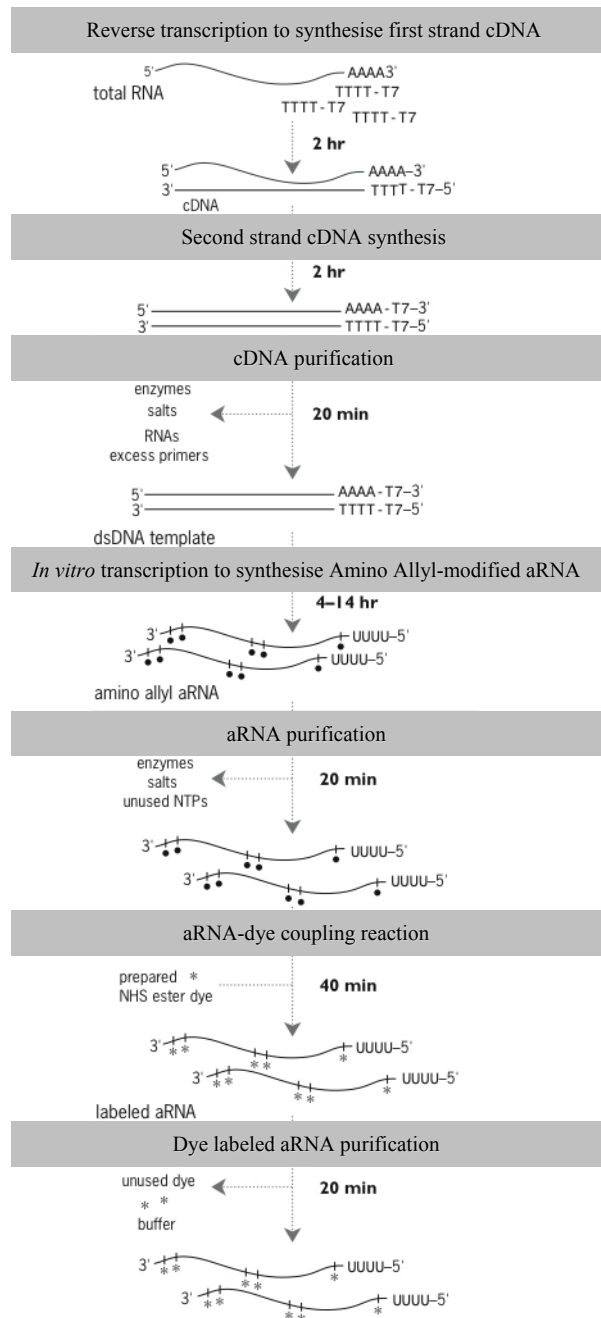 Reverse transcription to synthesise first strand cDNA
5'
AAAA3'
total RNA
TTTT-T7
TTTT-T7
TTTT-T7
2 hr
5'
AAAA–3'
3'
TTTT-T7–5'
cDNA
Second strand cDNA synthesis
2 hr
5'
AAAA-T7–3'
3'
TTTT-T7–5'
cDNA purification
enzymes
salts
20 min
RNAs
excess primers
5'
AAAA-T7–3'
3'
TTTT-T7–5'
dsDNA template
In vitro transcription to synthesise Amino Allyl-modified aRNA
4–14 hr
3'
UUUU–5'
3'
UUUU–5'
amino allyl aRNA
aRNA purification
enzymes
salts
20 min
unused NTPs
3'
UUUU–5'
3'
UUUU–5'
aRNA-dye coupling reaction
prepared *
40 min
NHS ester dye
3'
UUUU–5'
* * * * *
3'
UUUU–5'
* * * * *
labeled aRNA
Dye labeled aRNA purification
unused dye
20 min
* *
buffer
3'
UUUU–5'
* * * * *
3'
UUUU–5'
* * * * *